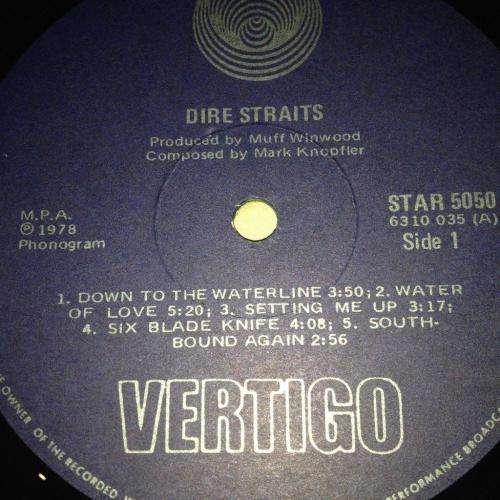 DIRE STRAITS
Produced by Muff Winwood
Composed by Mark Knopfler
M.P.A.
℗ 1978
Phonogram
STAR 5050
6310 035 (A)
Side 1
1. DOWN TO THE WATERLINE 3:50; 2. WATER
OF LOVE 5:20; 3. SETTING ME UP 3:17;
4. SIX BLADE KNIFE 4:08; 5. SOUTH-
BOUND AGAIN 2:56
VERTIGO
OWNER OF THE RECORDED
PERFORMANCE BROADC